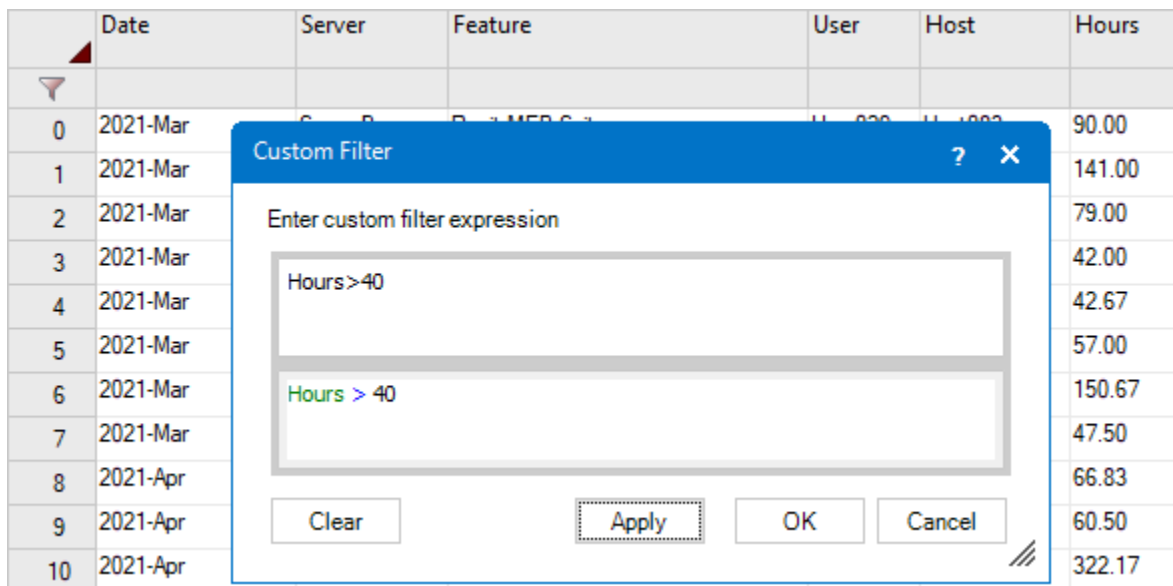 Date Server Feature User Host Hours
0 2021-Mar 90.00
Custom Filter ? ×
1 2021-Mar 141.00
2 2021-Mar 79.00
Enter custom filter expression
3 2021-Mar 42.00
Hours>40
4 2021-Mar 42.67
5 2021-Mar 57.00
6 2021-Mar 150.67
Hours > 40
7 2021-Mar 47.50
8 2021-Apr 66.83
9 2021-Apr 60.50
Clear Apply OK Cancel
10 2021-Apr 322.17